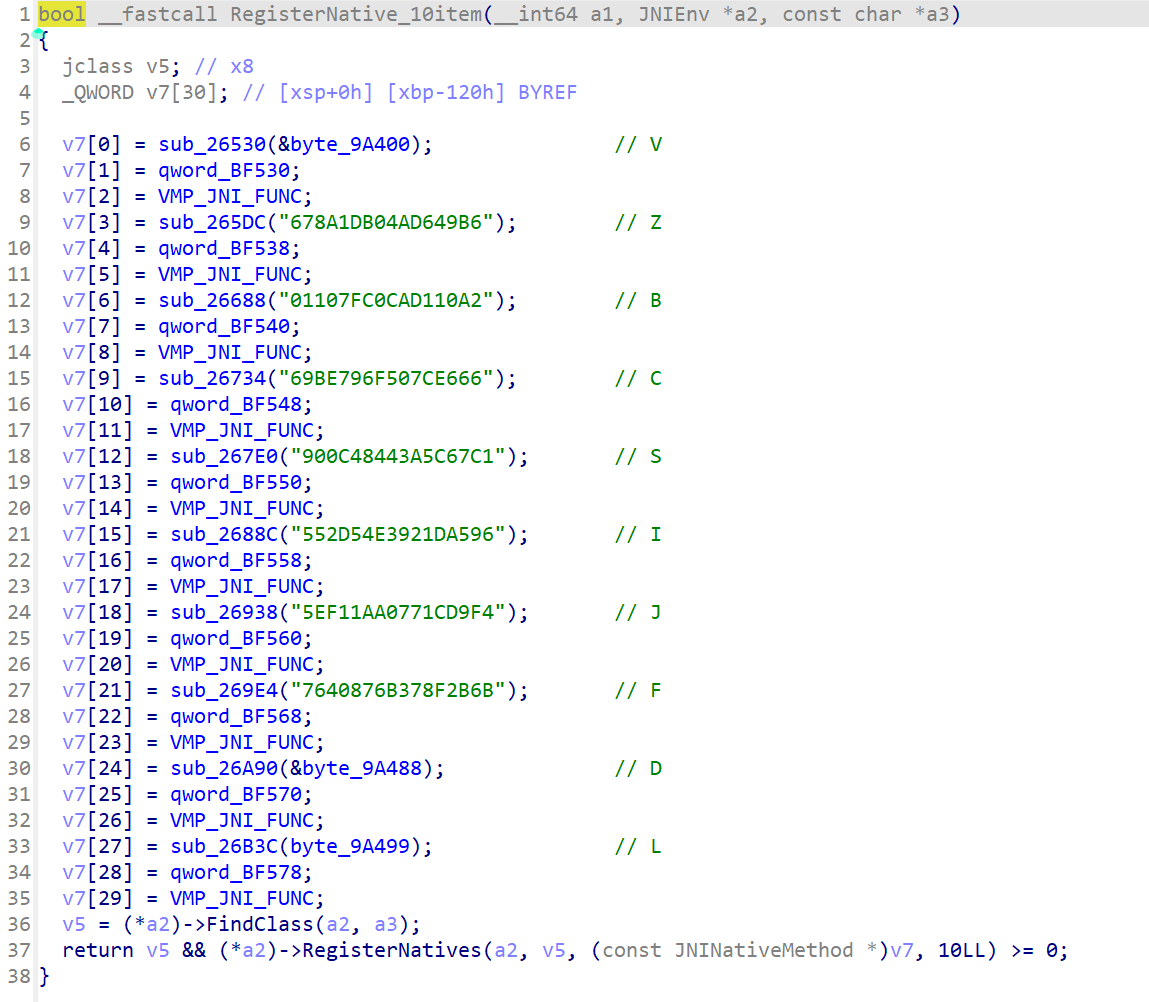 1 bool __fastcall RegisterNative_10item(__int64 a1, JNIEnv *a2, const char *a3)
2 {
3   jclass v5; // x8
4   _QWORD v7[30]; // [xsp+0h] [xbp-120h] BYREF
5
6   v7[0] = sub_26530(&byte_9A400);               // V
7   v7[1] = qword_BF530;
8   v7[2] = VMP_JNI_FUNC;
9   v7[3] = sub_265DC("678A1DB04AD649B6");        // Z
10   v7[4] = qword_BF538;
11   v7[5] = VMP_JNI_FUNC;
12   v7[6] = sub_26688("01107FC0CAD110A2");        // B
13   v7[7] = qword_BF540;
14   v7[8] = VMP_JNI_FUNC;
15   v7[9] = sub_26734("69BE796F507CE666");        // C
16   v7[10] = qword_BF548;
17   v7[11] = VMP_JNI_FUNC;
18   v7[12] = sub_267E0("900C48443A5C67C1");       // S
19   v7[13] = qword_BF550;
20   v7[14] = VMP_JNI_FUNC;
21   v7[15] = sub_2688C("552D54E3921DA596");       // I
22   v7[16] = qword_BF558;
23   v7[17] = VMP_JNI_FUNC;
24   v7[18] = sub_26938("5EF11AA0771CD9F4");       // J
25   v7[19] = qword_BF560;
26   v7[20] = VMP_JNI_FUNC;
27   v7[21] = sub_269E4("7640876B378F2B6B");       // F
28   v7[22] = qword_BF568;
29   v7[23] = VMP_JNI_FUNC;
30   v7[24] = sub_26A90(&byte_9A488);              // D
31   v7[25] = qword_BF570;
32   v7[26] = VMP_JNI_FUNC;
33   v7[27] = sub_26B3C(byte_9A499);               // L
34   v7[28] = qword_BF578;
35   v7[29] = VMP_JNI_FUNC;
36   v5 = (*a2)->FindClass(a2, a3);
37   return v5 && (*a2)->RegisterNatives(a2, v5, (const JNINativeMethod *)v7, 10LL) >= 0;
38 }